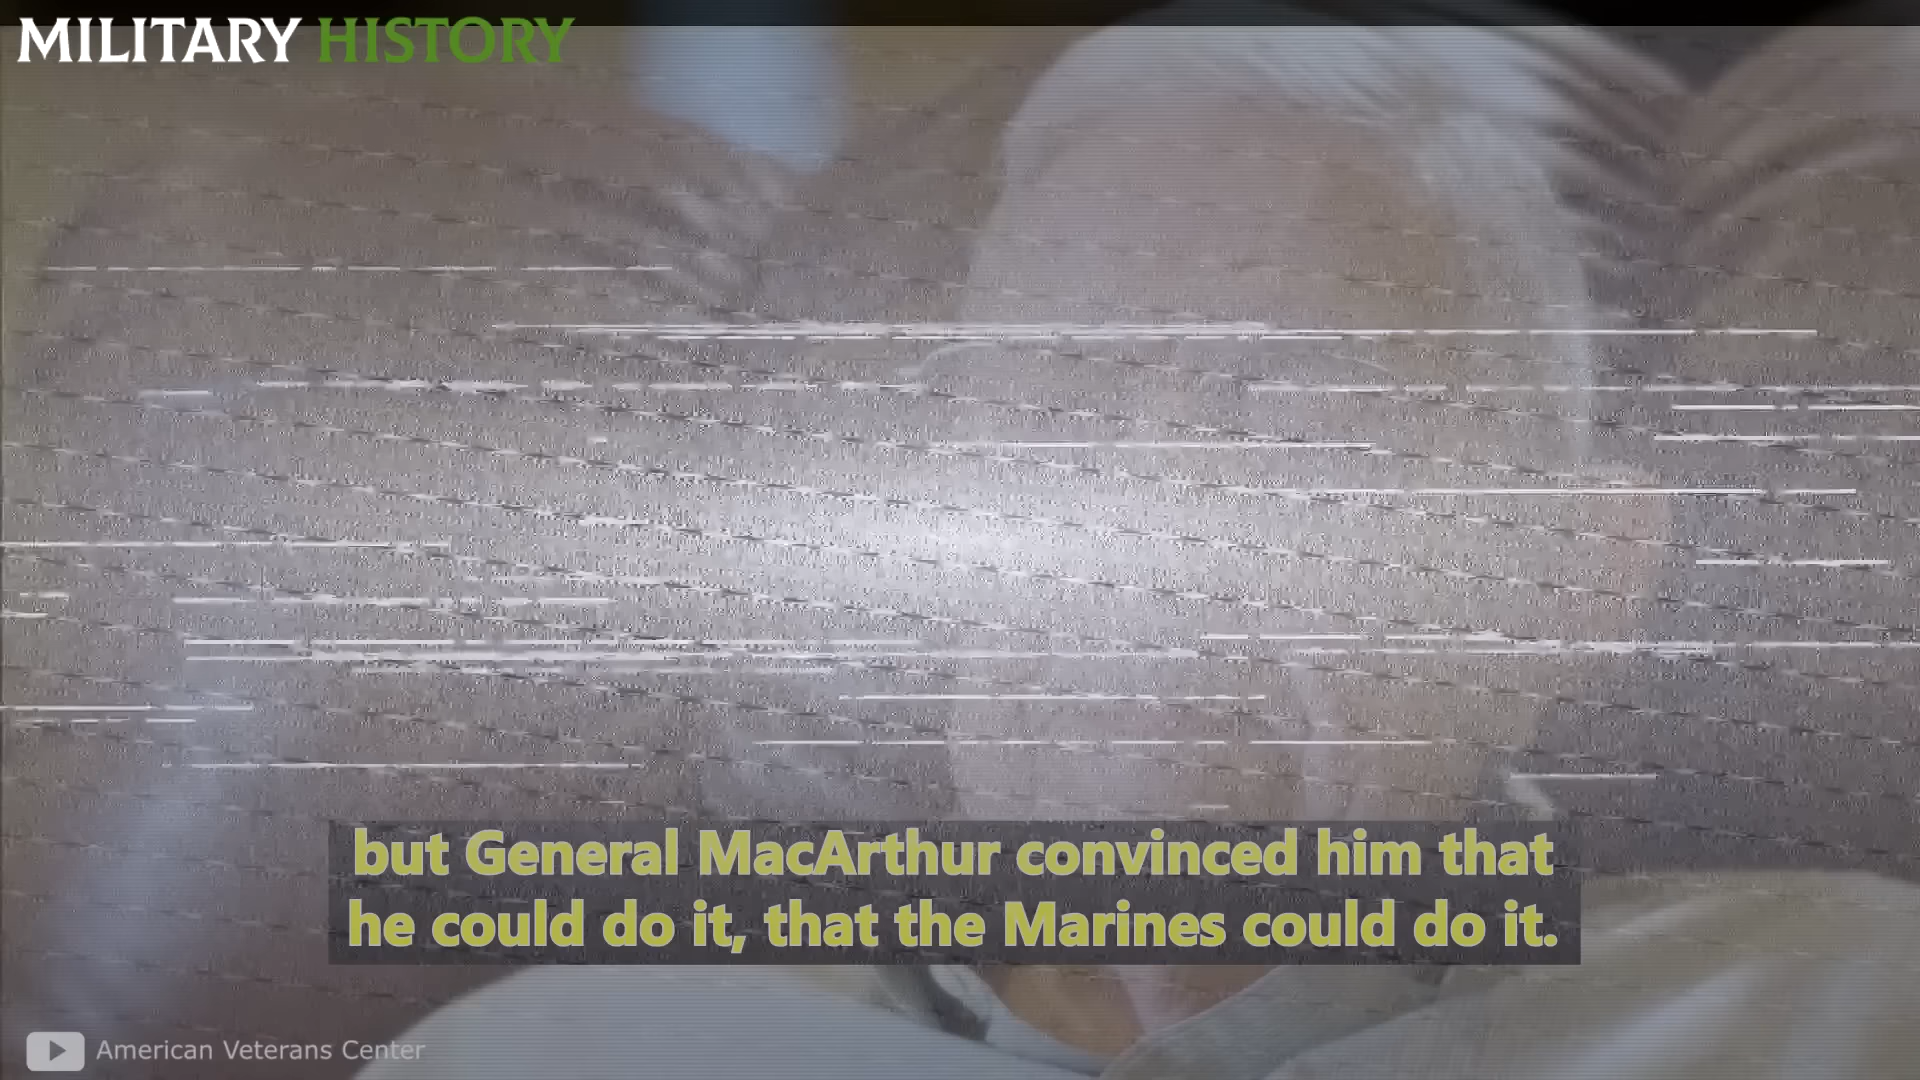 MILITARY HISTORY
but General MacArthur convinced him that
he could do it, that the Marines could do it.
American Veterans Center